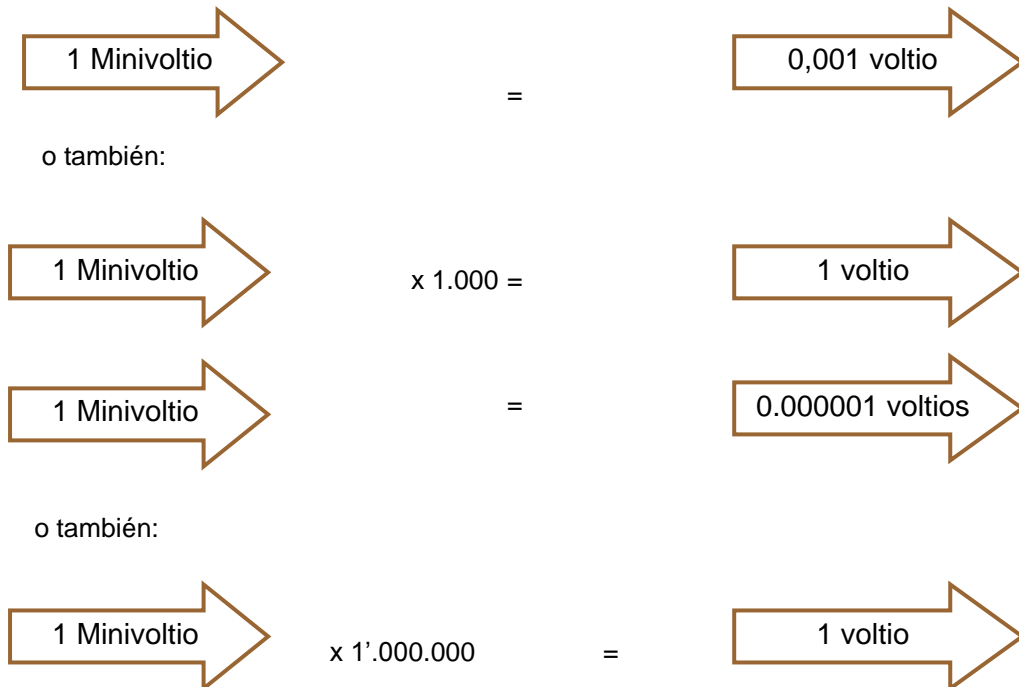 1 Minivoltio = 0,001 voltio
o también:
1 Minivoltio x 1.000 = 1 voltio
1 Minivoltio = 0.000001 voltios
o también:
1 Minivoltio x 1’.000.000 = 1 voltio